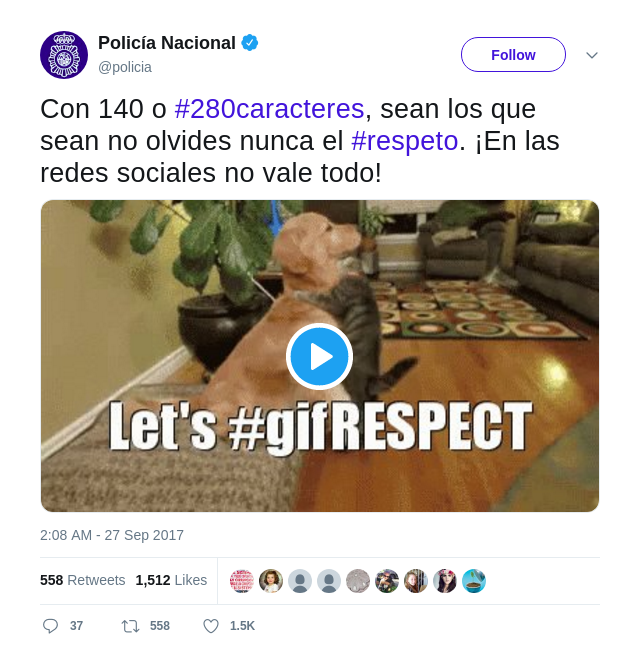 Policía Nacional
@policia
Follow
Con 140 o #280caracteres, sean los que
sean no olvides nunca el #respeto. ¡En las
redes sociales no vale todo!
Let's #gifRESPECT
2:08 AM - 27 Sep 2017
558 Retweets 1,512 Likes
37 558 1.5K